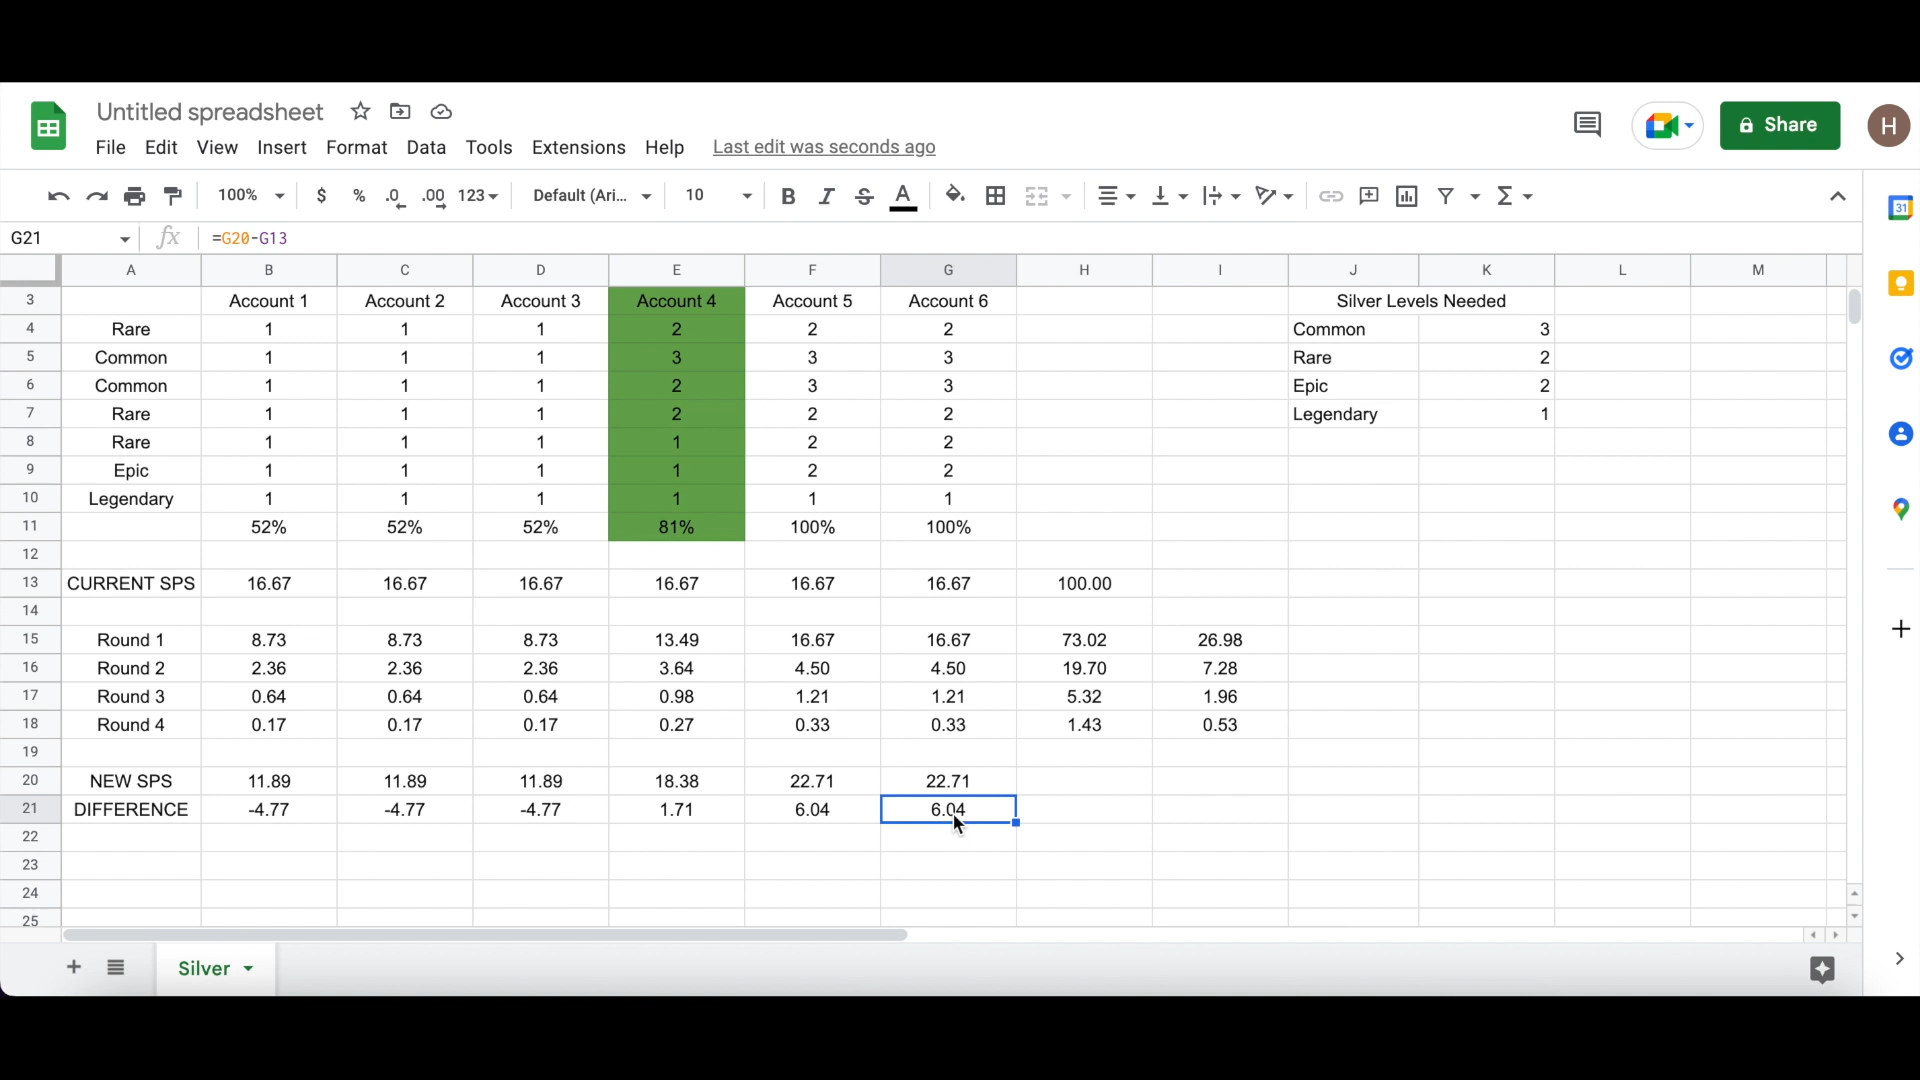 Untitled spreadsheet
File Edit View Insert Format Data Tools Extensions Help Last edit was seconds ago
Share
H
100% $ % .0 .00 123 Default (Ari... 10 B I S A
31
G21 fx =G20-G13
A B C D E F G H I J K L M
3 Account 1 Account 2 Account 3 Account 4 Account 5 Account 6 Silver Levels Needed
4 Rare 1 1 1 2 2 2 Common 3
5 Common 1 1 1 3 3 3 Rare 2
6 Common 1 1 1 2 3 3 Epic 2
7 Rare 1 1 1 2 2 2 Legendary 1
8 Rare 1 1 1 1 2 2
9 Epic 1 1 1 1 2 2
10 Legendary 1 1 1 1 1 1
11 52% 52% 52% 81% 100% 100%
12
13 CURRENT SPS 16.67 16.67 16.67 16.67 16.67 16.67 100.00
14
15 Round 1 8.73 8.73 8.73 13.49 16.67 16.67 73.02 26.98
16 Round 2 2.36 2.36 2.36 3.64 4.50 4.50 19.70 7.28
17 Round 3 0.64 0.64 0.64 0.98 1.21 1.21 5.32 1.96
18 Round 4 0.17 0.17 0.17 0.27 0.33 0.33 1.43 0.53
19
20 NEW SPS 11.89 11.89 11.89 18.38 22.71 22.71
21 DIFFERENCE -4.77 -4.77 -4.77 1.71 6.04 6.04
22
23
24
25
Silver